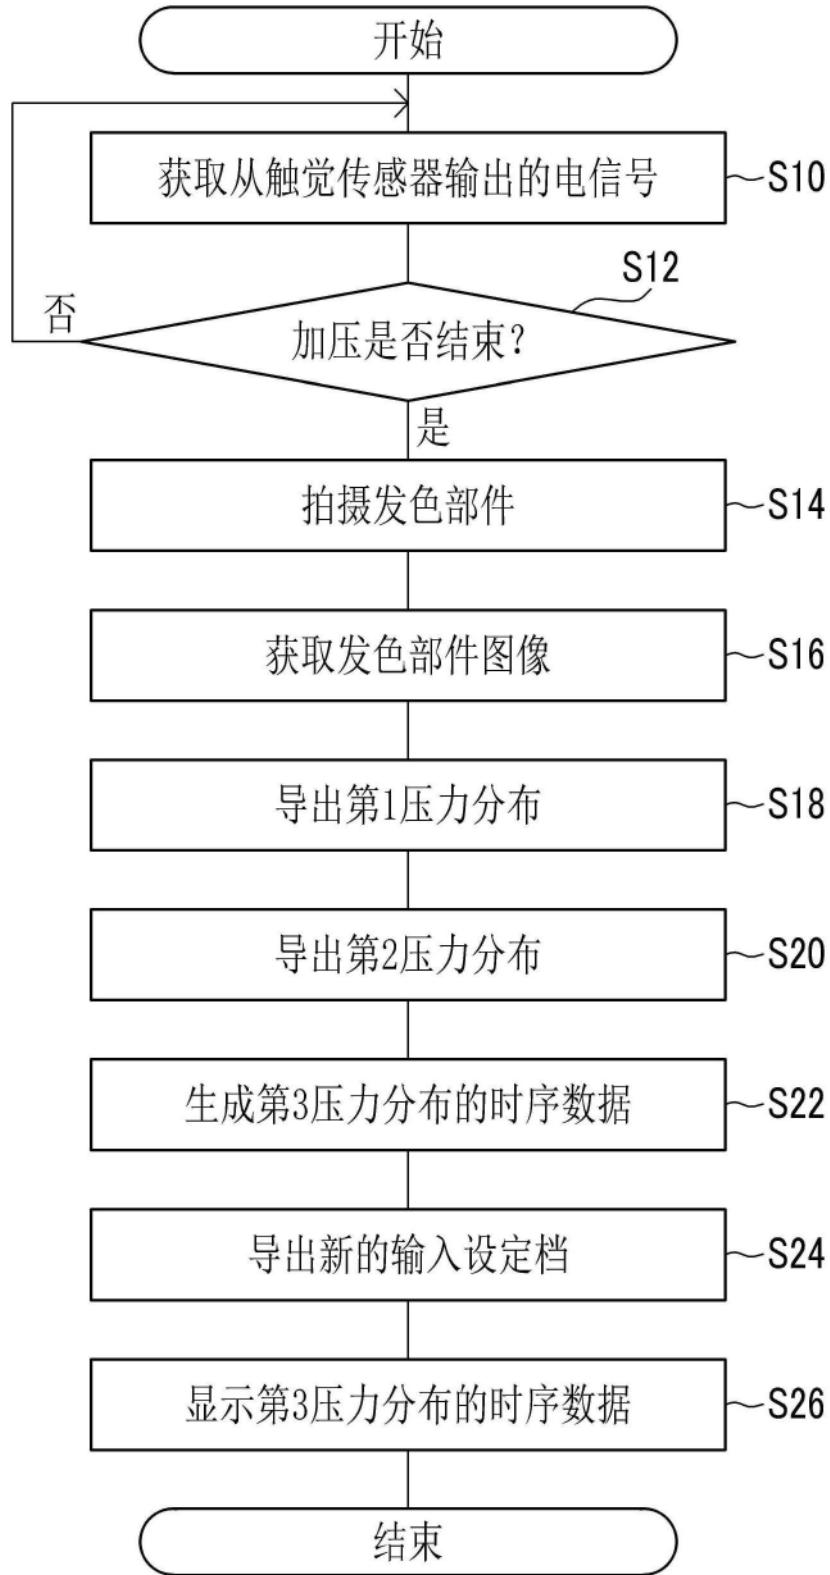 开始
获取从触觉传感器输出的电信号
S10
S12
否
加压是否结束？
是
拍摄发色部件
S14
获取发色部件图像
S16
导出第1压力分布
S18
导出第2压力分布
S20
生成第3压力分布的时序数据
S22
导出新的输入设定档
S24
显示第3压力分布的时序数据
S26
结束